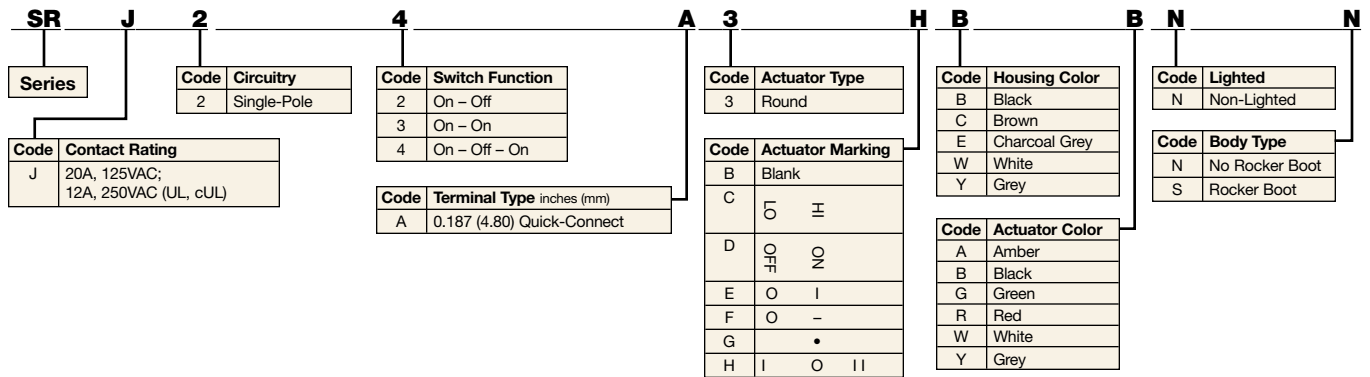 SR J 2 4 A 3 H B B N N
Series
Code Circuitry
2 Single-Pole
Code Contact Rating
J 20A, 125VAC;
12A, 250VAC (UL, cUL)
Code Switch Function
2 On – Off
3 On – On
4 On – Off – On
Code Terminal Type inches (mm)
A 0.187 (4.80) Quick-Connect
Code Actuator Type
3 Round
Code Actuator Marking
B Blank
C LO HI
D OFF ON
E O I
F O –
G •
H I O II
Code Housing Color
B Black
C Brown
E Charcoal Grey
W White
Y Grey
Code Actuator Color
A Amber
B Black
G Green
R Red
W White
Y Grey
Code Lighted
N Non-Lighted
Code Body Type
N No Rocker Boot
S Rocker Boot